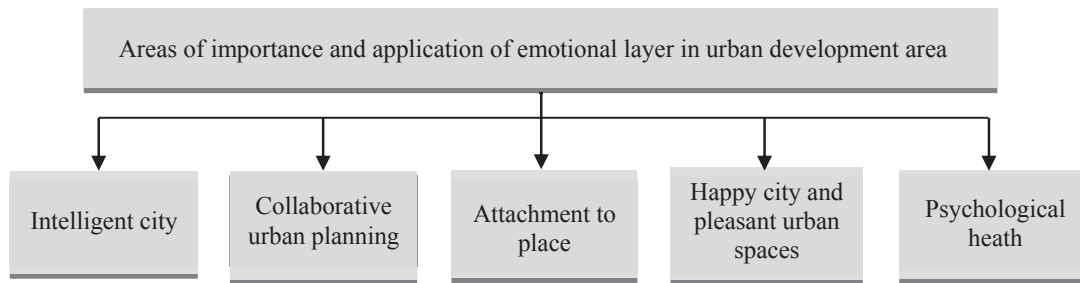 Areas of importance and application of emotional layer in urban development area
Intelligent city
Collaborative
urban planning
Attachment to
place
Happy city and
pleasant urban
spaces
Psychological
heath